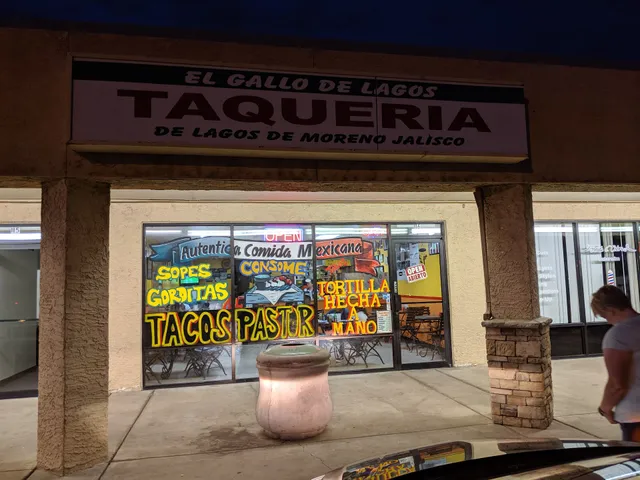 EL GALLO DE LAGOS
TAQUERIA
DE LAGOS DE MORENO JALISCO
OPEN
Autentica Comida Mexicana
SOPES
GORDITAS
CONSOME
TORTILLA
HECHA
A
MANO
TACOS PASTOR
OPEN
ABIERTO